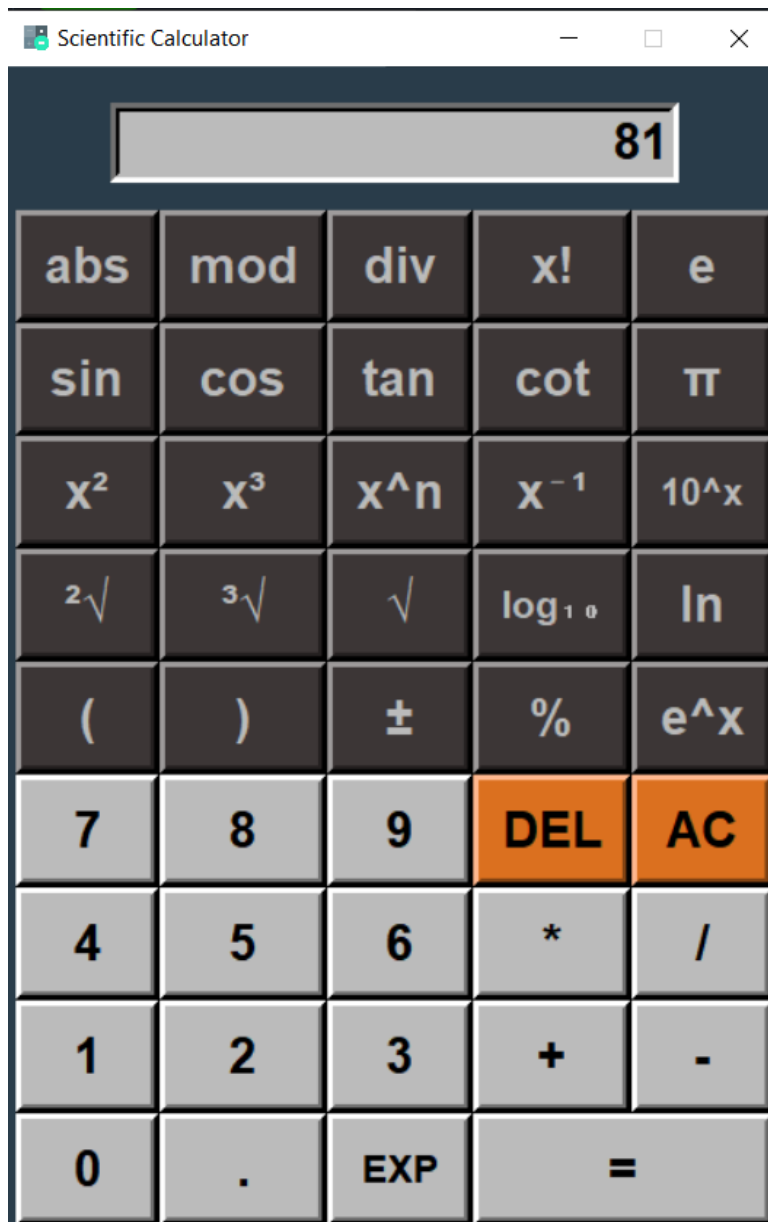 Scientific Calculator
81
abs mod div x! e
sin cos tan cot π
x² x³ x^n x⁻¹ 10^x
²√ ³√ √ log₁₀ ln
( ) ± % e^x
7 8 9 DEL AC
4 5 6 * /
1 2 3 + -
0 . EXP =